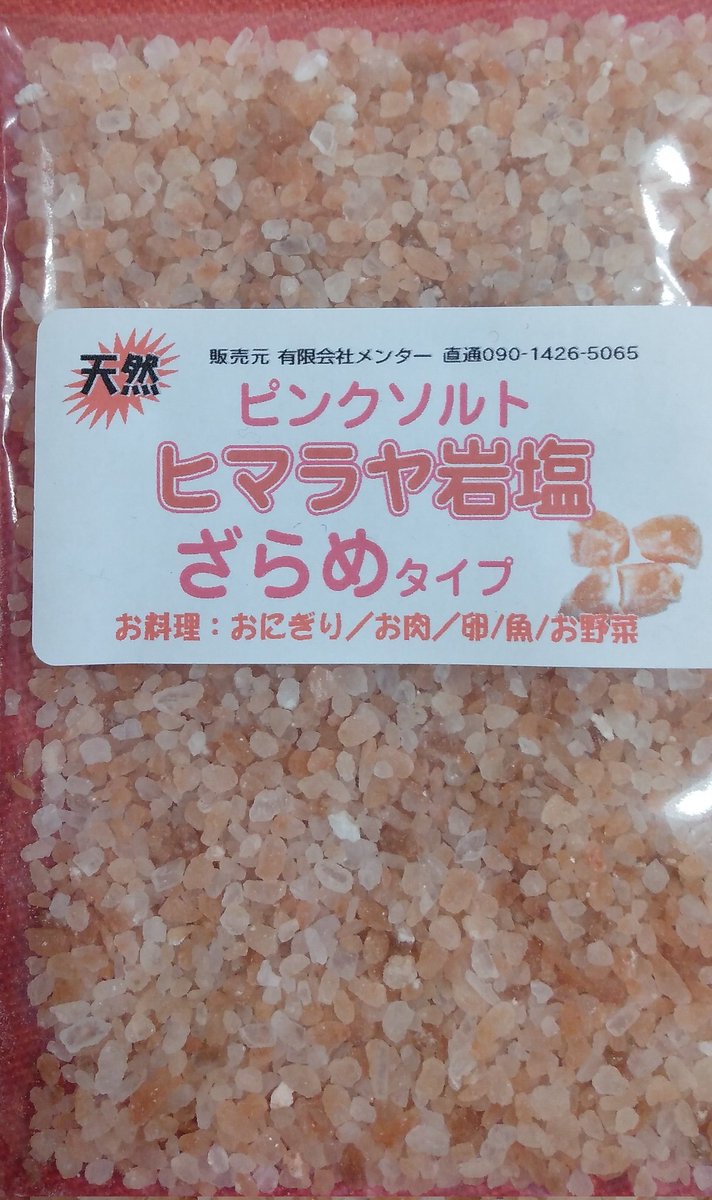 天然
販売元 有限会社メンター 直通090-1426-5065
ピンクソルト
ヒマラヤ岩塩
ざらめタイプ
お料理：おにぎり／お肉／卵/魚/お野菜